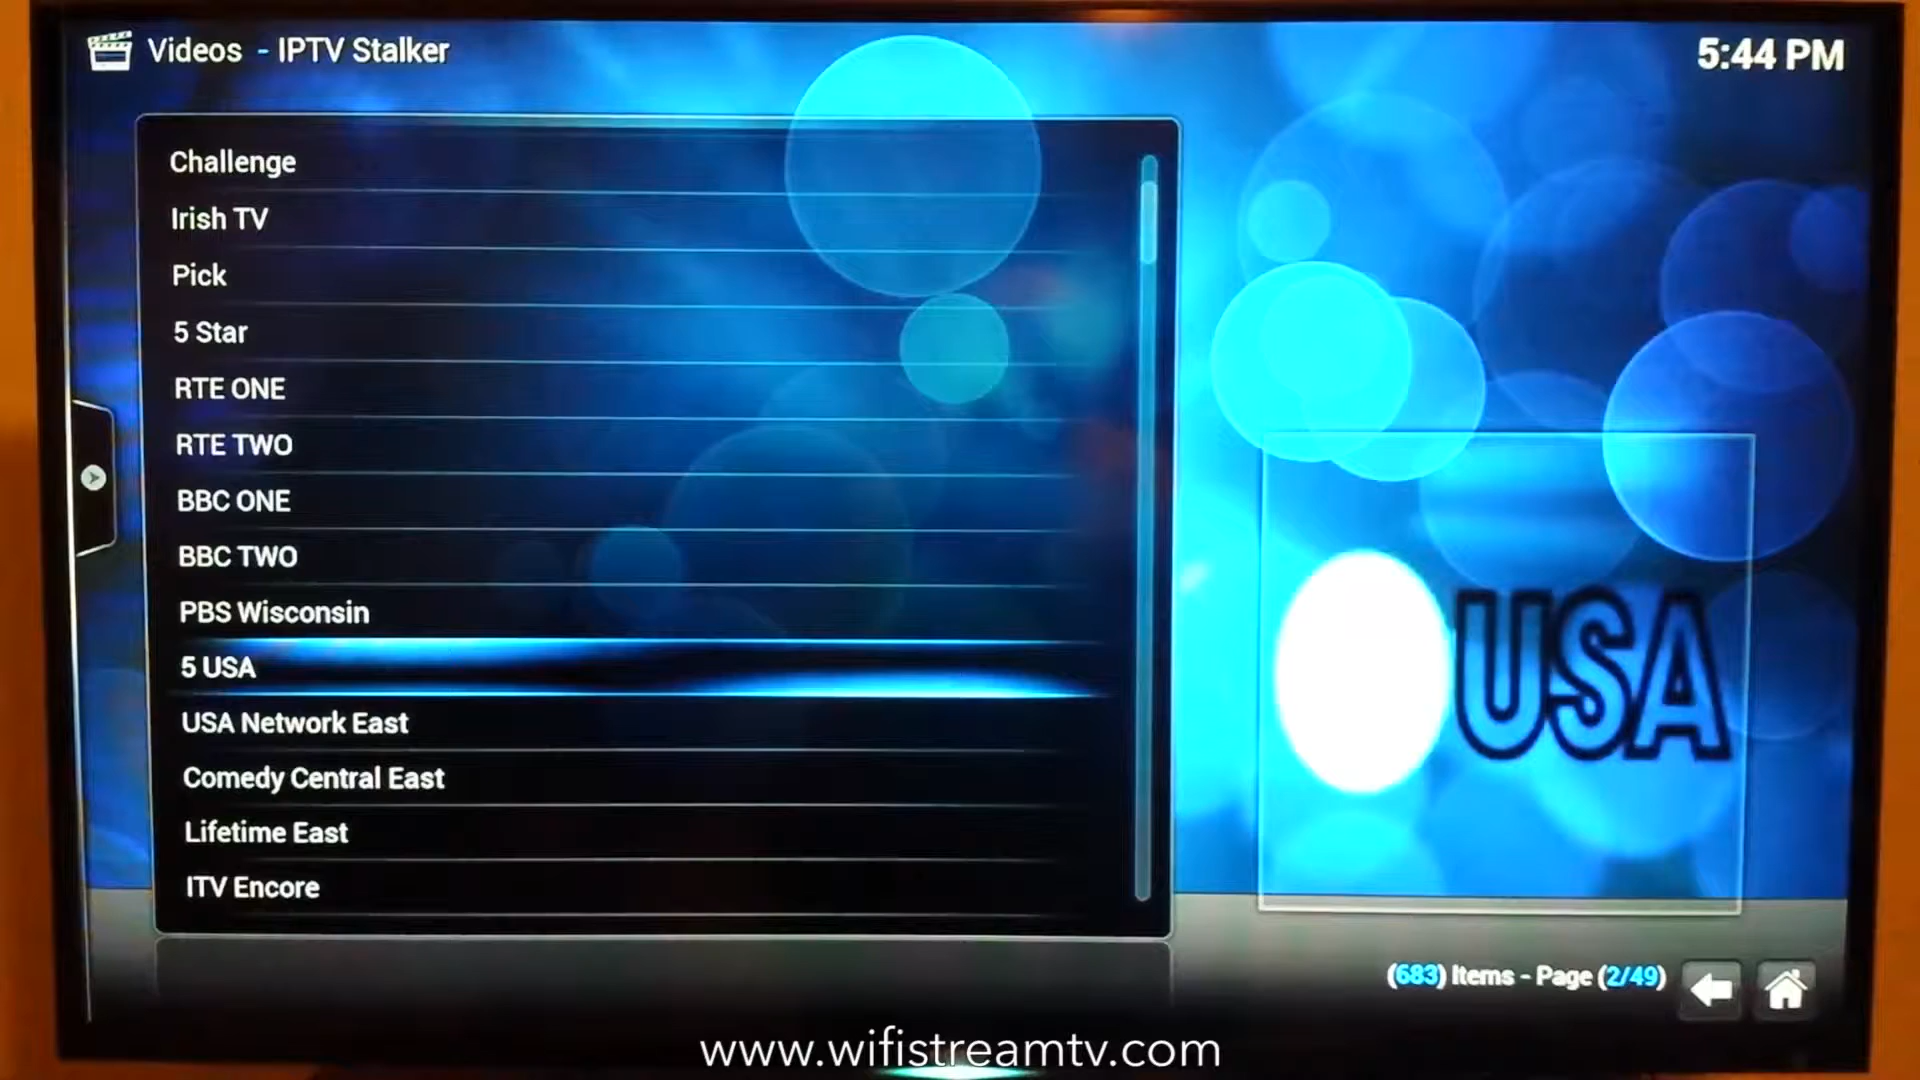 Videos - IPTV Stalker
5:44 PM
Challenge
Irish TV
Pick
5 Star
RTE ONE
RTE TWO
BBC ONE
BBC TWO
PBS Wisconsin
5 USA
USA Network East
Comedy Central East
Lifetime East
ITV Encore
USA
(683) Items - Page (2/49)
www.wifistreamtv.com